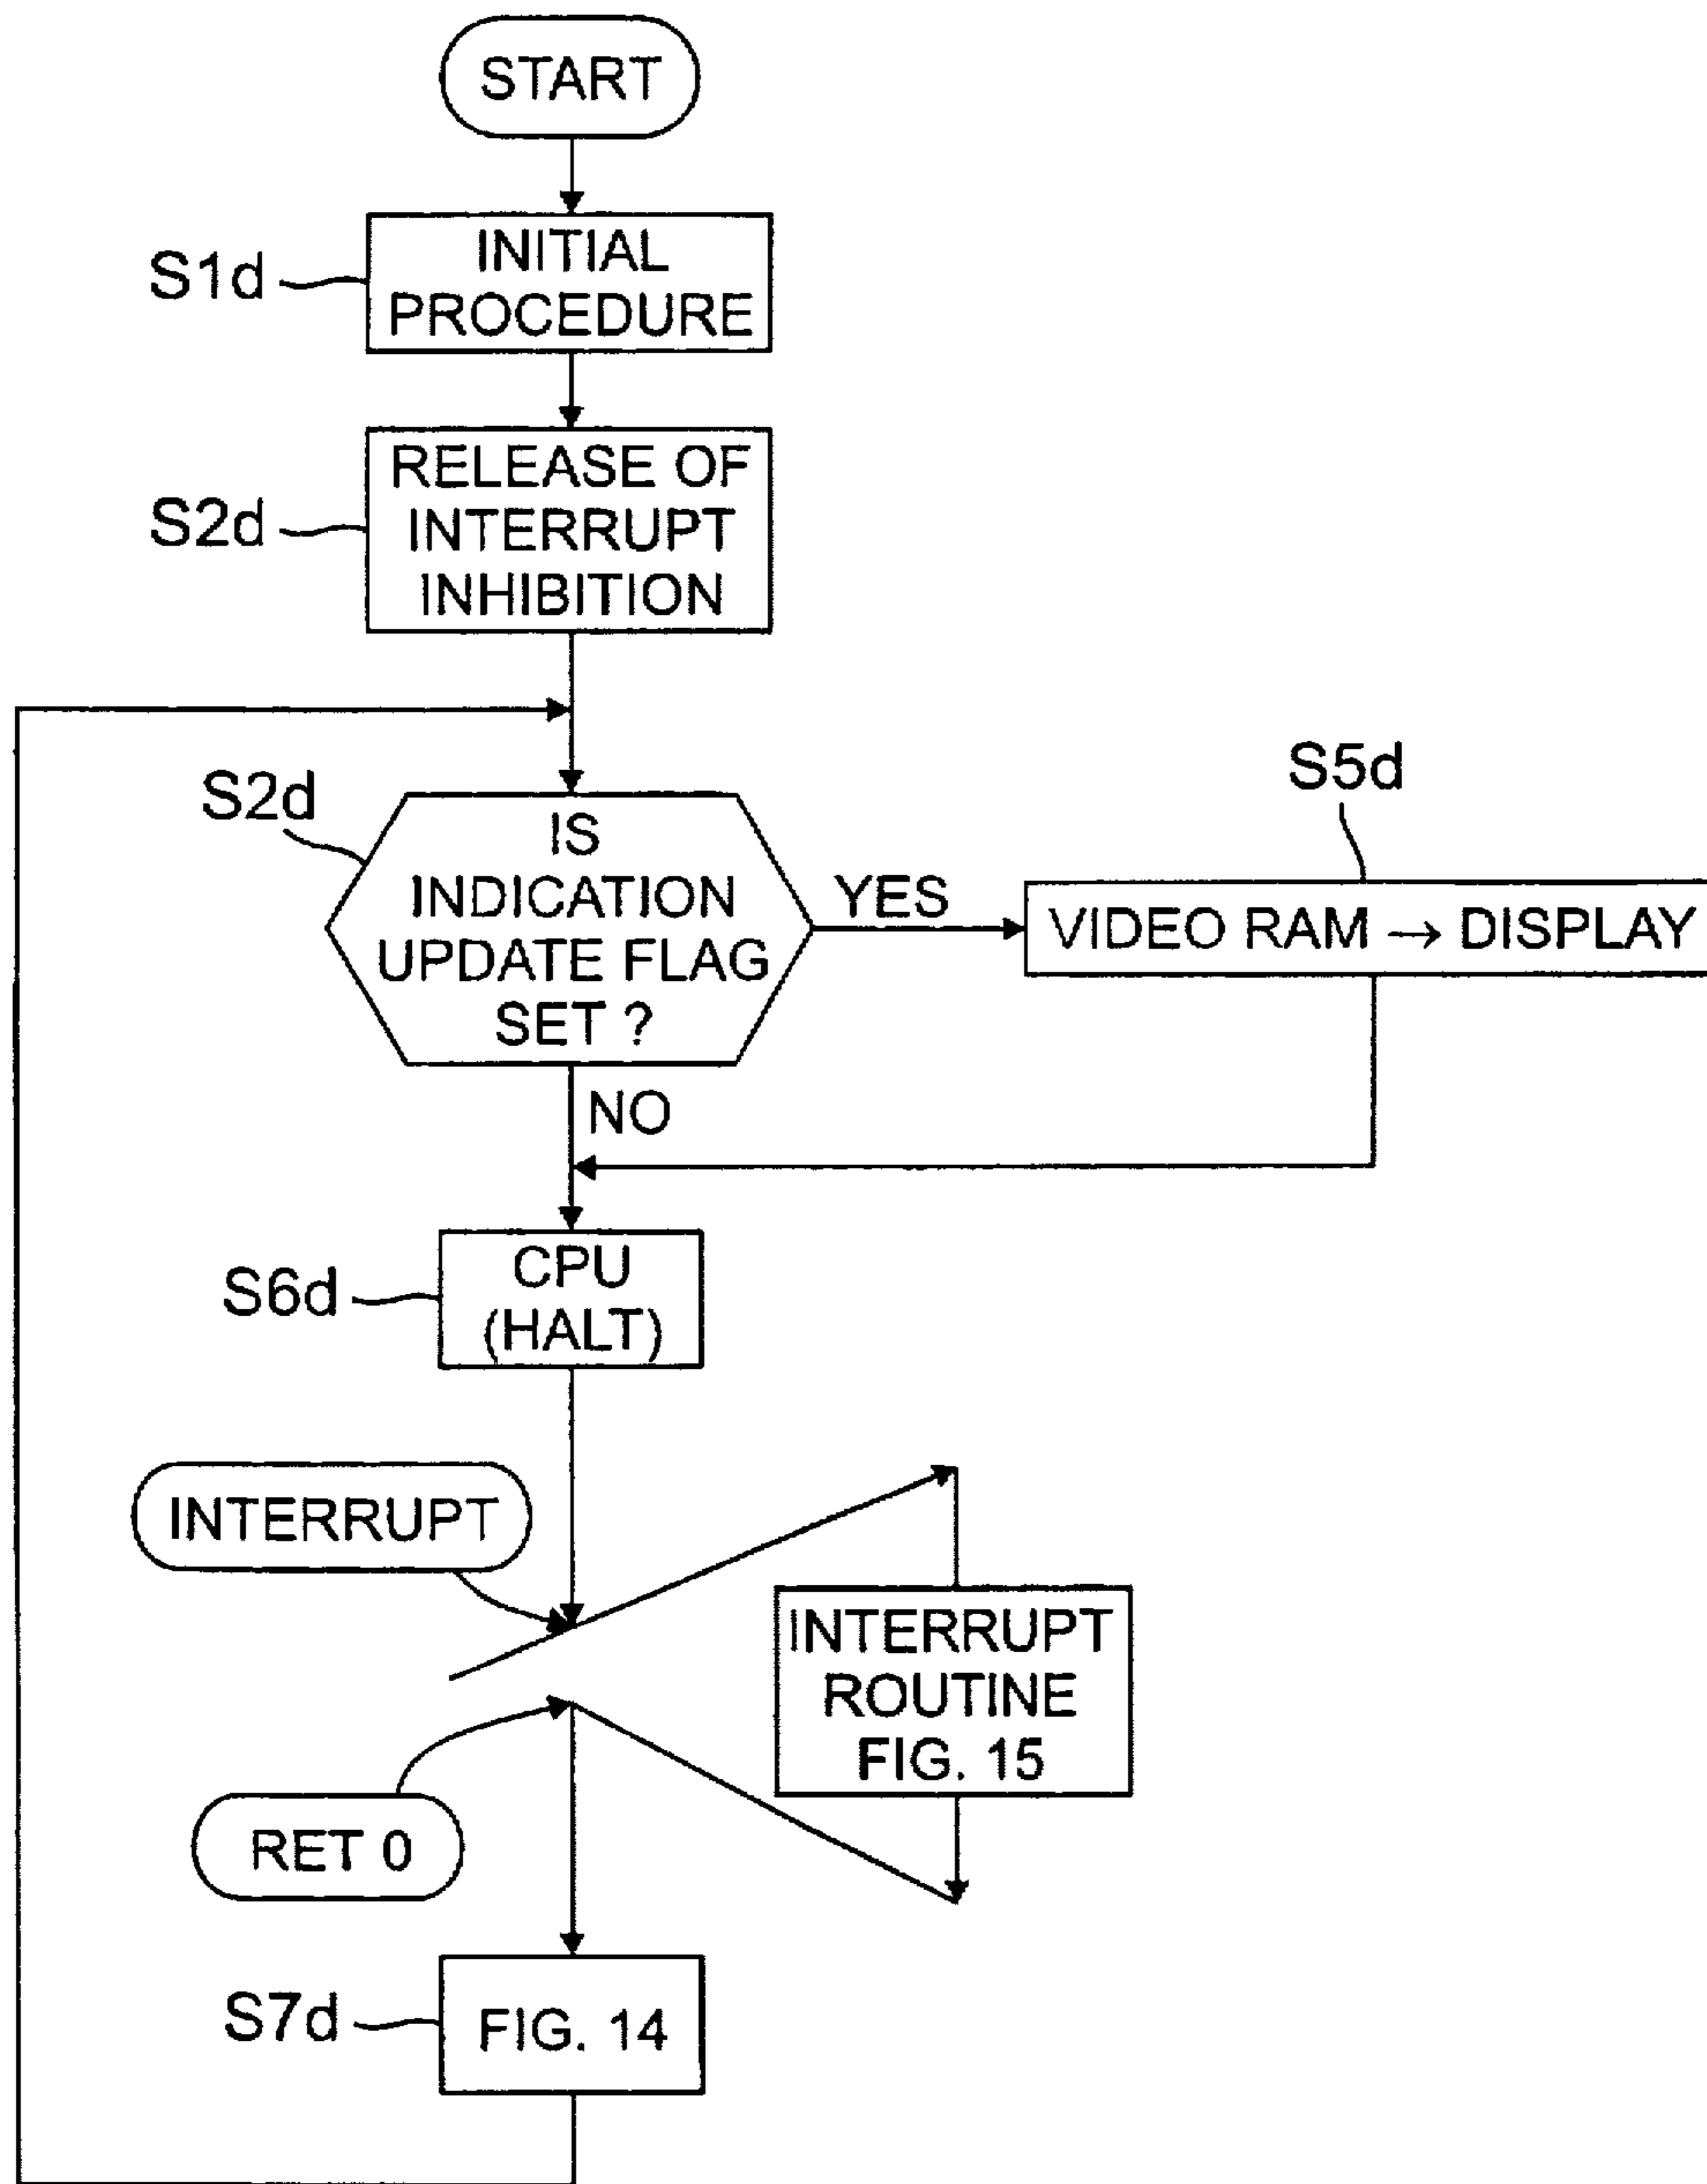 START
S1d
INITIAL
PROCEDURE
S2d
RELEASE OF
INTERRUPT
INHIBITION
S2d
IS
INDICATION
UPDATE FLAG
SET ?
YES
S5d
VIDEO RAM → DISPLAY
NO
S6d
CPU
(HALT)
INTERRUPT
INTERRUPT
ROUTINE
FIG. 15
RET 0
S7d
FIG. 14